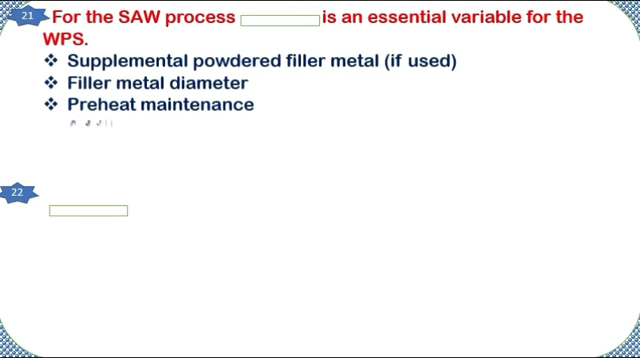 21 For the SAW process is an essential variable for the
WPS.
❖ Supplemental powdered filler metal (if used)
❖ Filler metal diameter
❖ Preheat maintenance
22